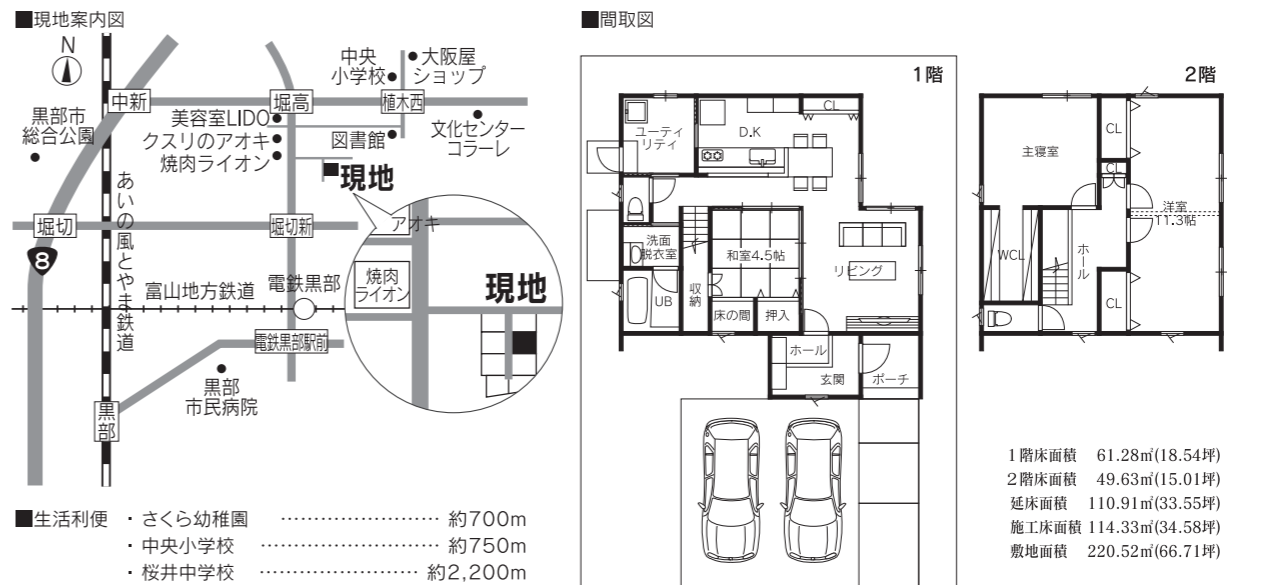 ■現地案内図
N
中央
小学校
大阪屋
ショップ
中新
堀高
植木西
黒部市
総合公園
美容室LIDO
クスリのアオキ
焼肉ライオン
図書館
文化センター
コラーレ
現地
あいの風とやま鉄道
堀切
堀切新
8
アオキ
焼肉
ライオン
現地
富山地方鉄道
電鉄黒部
電鉄黒部駅前
黒部
市民病院
黒部
■生活利便
・さくら幼稚園 ………………… 約700m
・中央小学校 ………………… 約750m
・桜井中学校 ………………… 約2,200m
■間取図
1階
ユーティ
リティ
D.K
CL
洗面
脱衣室
和室4.5帖
リビング
UB
収納
床の間
押入
ホール
玄関
ポーチ
2階
主寝室
CL
CL
洋室
11.3帖
WCL
ホール
CL
1階床面積 61.28㎡(18.54坪)
2階床面積 49.63㎡(15.01坪)
延床面積 110.91㎡(33.55坪)
施工床面積 114.33㎡(34.58坪)
敷地面積 220.52㎡(66.71坪)